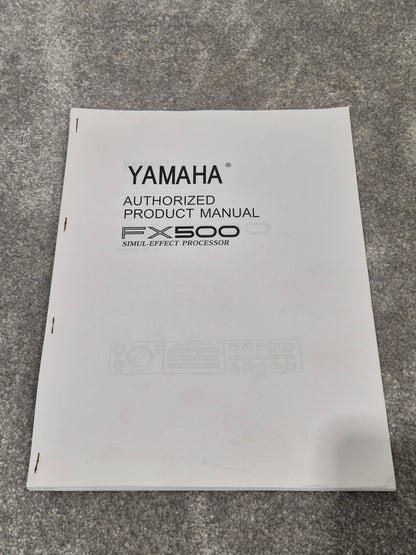 YAMAHA®
AUTHORIZED
PRODUCT MANUAL
FX500
SIMUL-EFFECT PROCESSOR